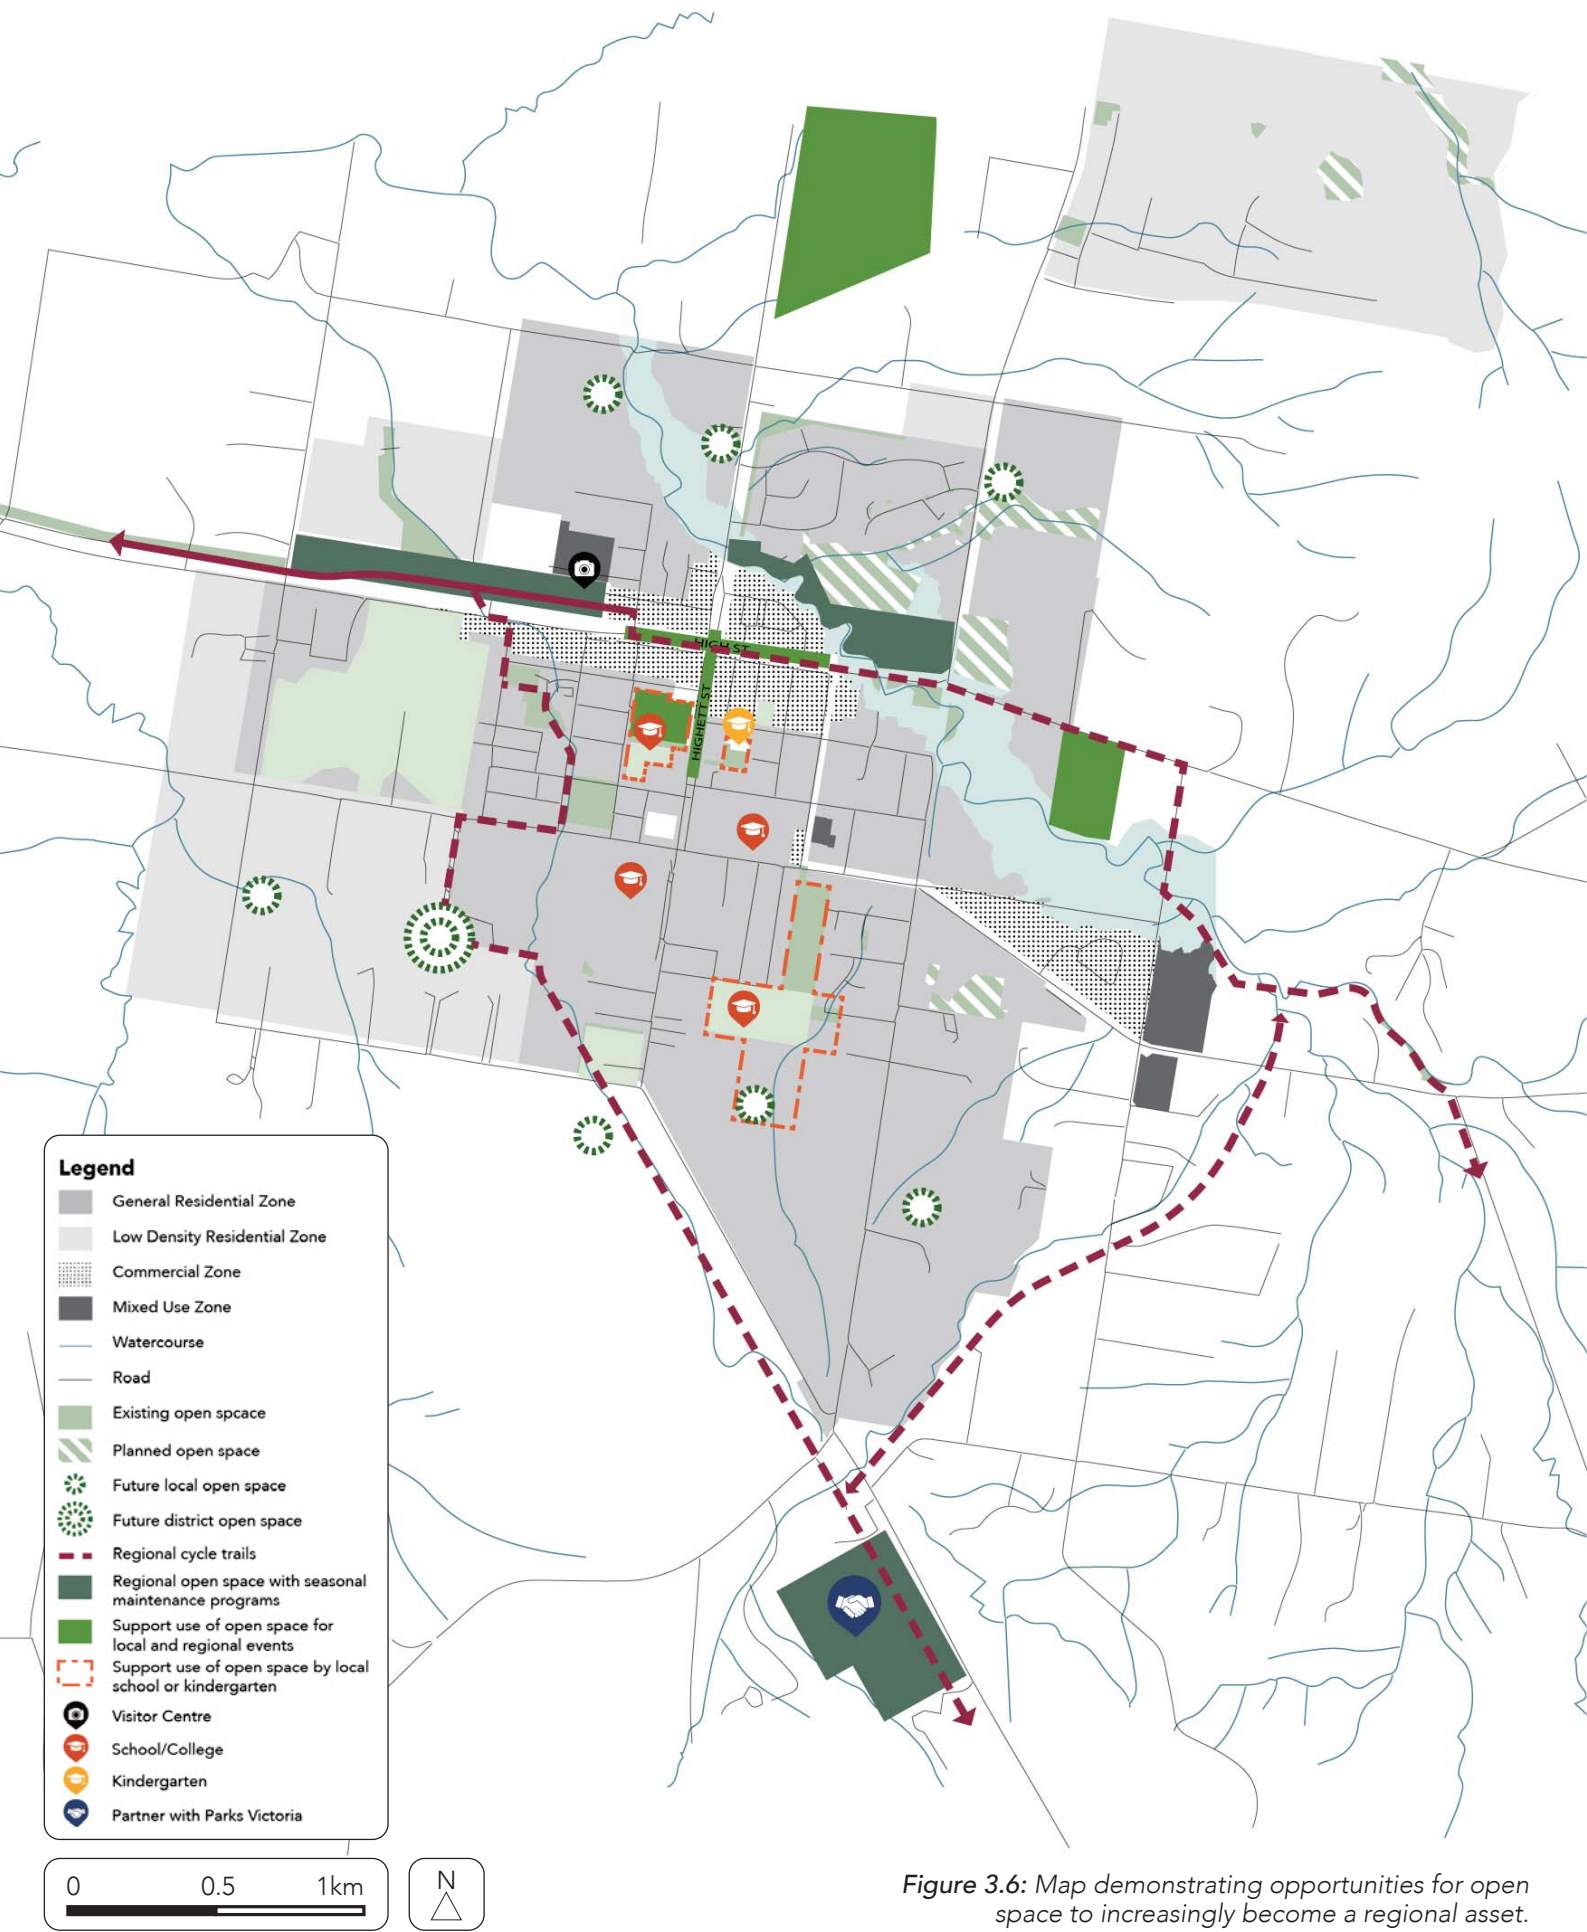 HIGH ST
HIGHETT ST
Legend
General Residential Zone
Low Density Residential Zone
Commercial Zone
Mixed Use Zone
Watercourse
Road
Existing open spcace
Planned open space
Future local open space
Future district open space
Regional cycle trails
Regional open space with seasonal
maintenance programs
Support use of open space for
local and regional events
Support use of open space by local
school or kindergarten
Visitor Centre
School/College
Kindergarten
Partner with Parks Victoria
0 0.5 1km
N
Figure 3.6: Map demonstrating opportunities for open
space to increasingly become a regional asset.